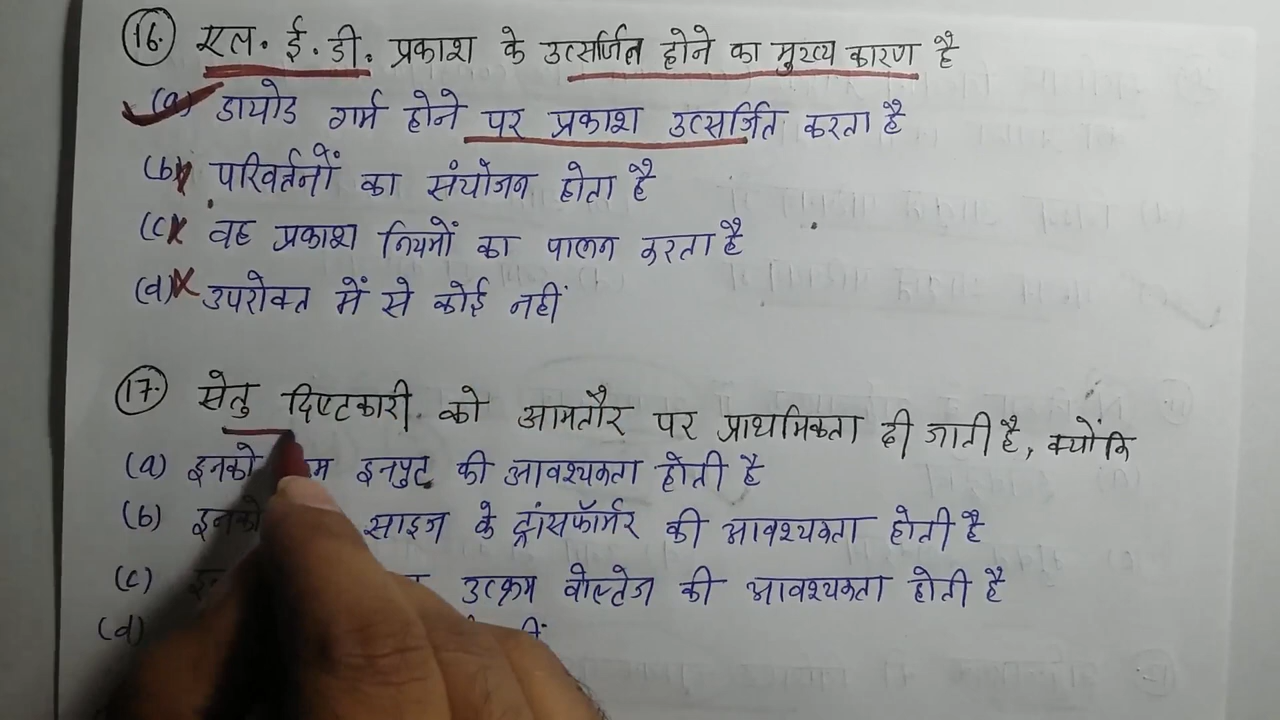 16. एल. ई. डी. प्रकाश के उत्सर्जित होने का मुख्य कारण है
(a) डायोड गर्म होने पर प्रकाश उत्सर्जित करता है
(b) परिवर्तनों का संयोजन होता है
(c) वह प्रकाश नियमों का पालन करता है
(d) उपरोक्त में से कोई नहीं
17. सेतु दिष्टकारी को आमतौर पर प्राथमिकता दी जाती है, क्योंकि
(a) इनको इनपुट की आवश्यकता होती है
(b) इनको साइज के ट्रांसफॉर्मर की आवश्यकता होती है
(c) उत्क्रम वोल्टेज की आवश्यकता होती है
(d)